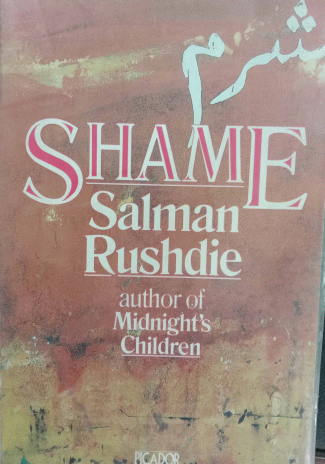 شرم
SHAME
Salman
Rushdie
author of
Midnight's
Children
PICADOR